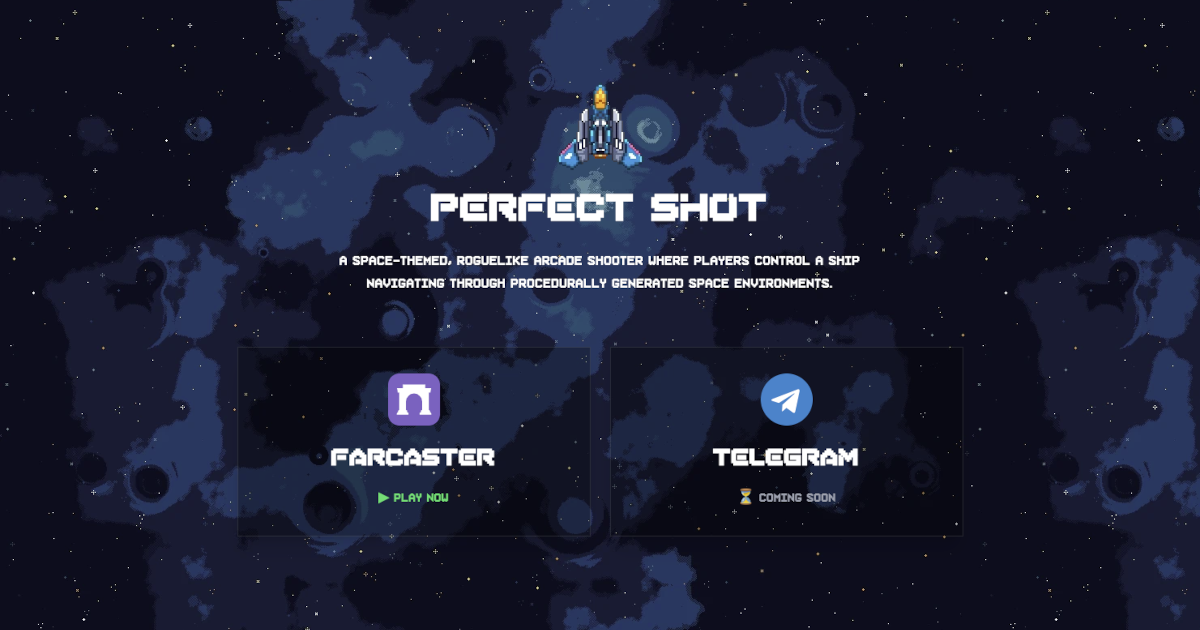 PERFECT SHOT
A SPACE-THEMED, ROGUELIKE ARCADE SHOOTER WHERE PLAYERS CONTROL A SHIP
NAVIGATING THROUGH PROCEDURALLY GENERATED SPACE ENVIRONMENTS.
FARCASTER
▶ PLAY NOW
TELEGRAM
⏳ COMING SOON